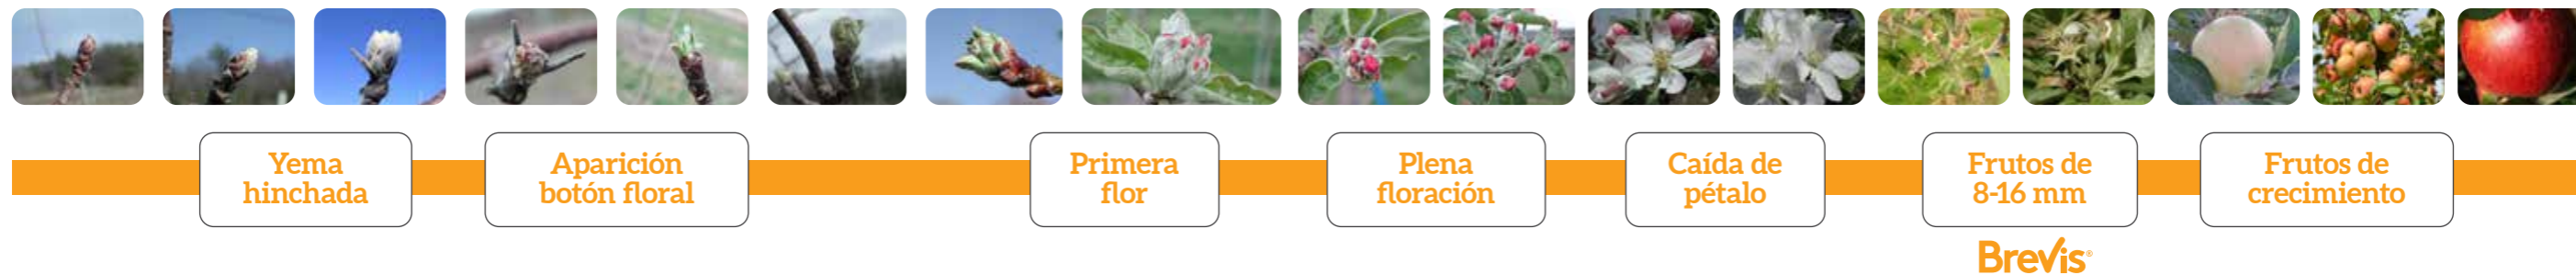 Yema
hinchada
Aparición
botón floral
Primera
flor
Plena
floración
Caída de
pétalo
Frutos de
8-16 mm
Frutos de
crecimiento
Brevis®